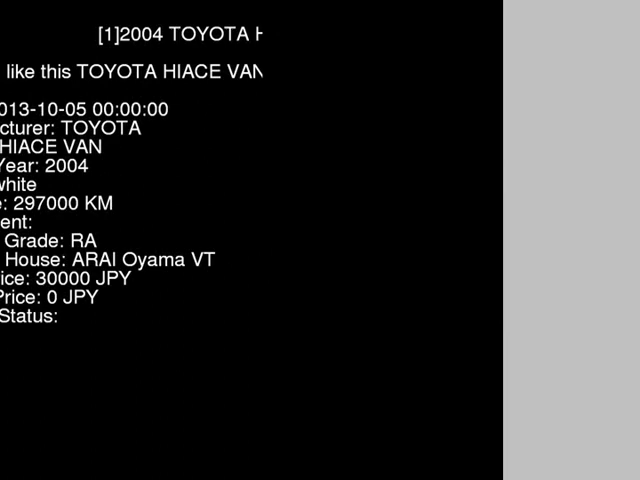 [1]2004 TOYOTA H
like this TOYOTA HIACE VAN
013-10-05 00:00:00
cturer: TOYOTA
HIACE VAN
Year: 2004
white
e: 297000 KM
ent:
Grade: RA
House: ARAI Oyama VT
ice: 30000 JPY
Price: 0 JPY
Status: